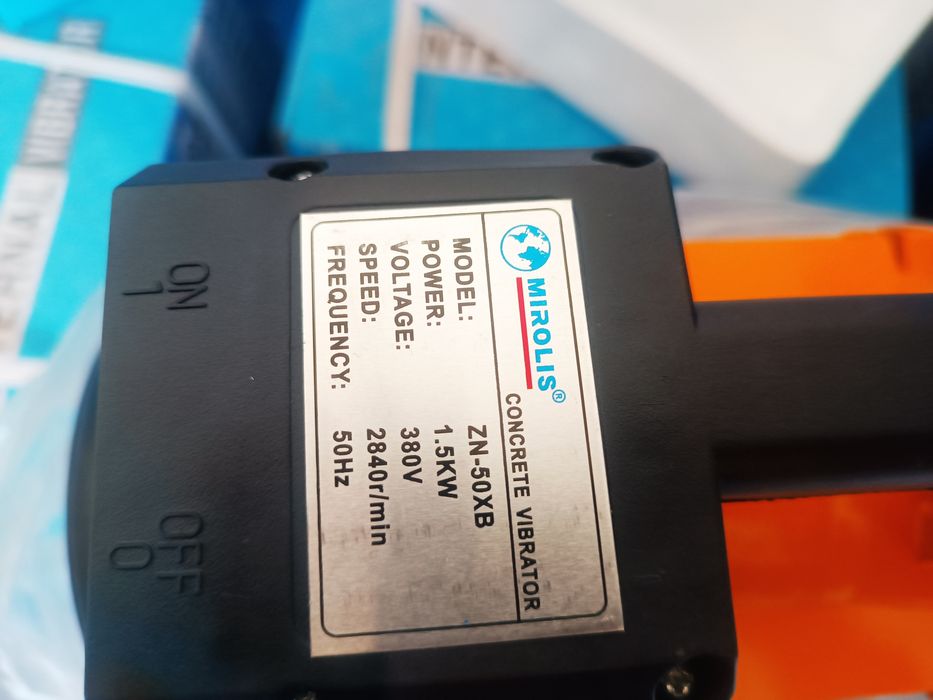 MIROLIS®
CONCRETE VIBRATOR
MODEL: ZN-50XB
POWER: 1.5KW
VOLTAGE: 380V
SPEED: 2840r/min
FREQUENCY: 50Hz
ON
1
OFF
O
VIBRATOR